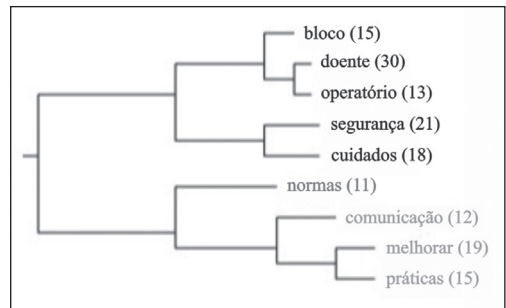 bloco (15)
doente (30)
operatório (13)
segurança (21)
cuidados (18)
normas (11)
comunicação (12)
melhorar (19)
práticas (15)